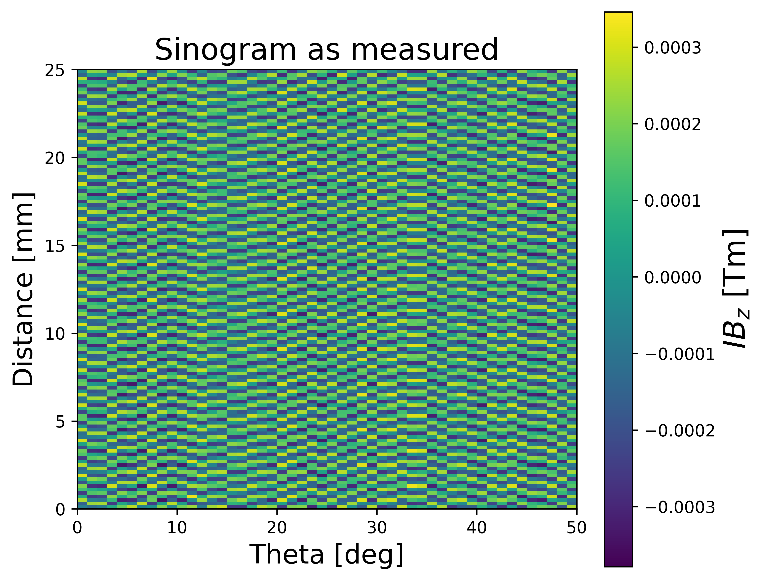 Sinogram as measured
25
20
15
10
5
0
Distance [mm]
0 10 20 30 40 50
Theta [deg]
0.0003
0.0002
0.0001
0.0000
−0.0001
−0.0002
−0.0003
IB_z [Tm]